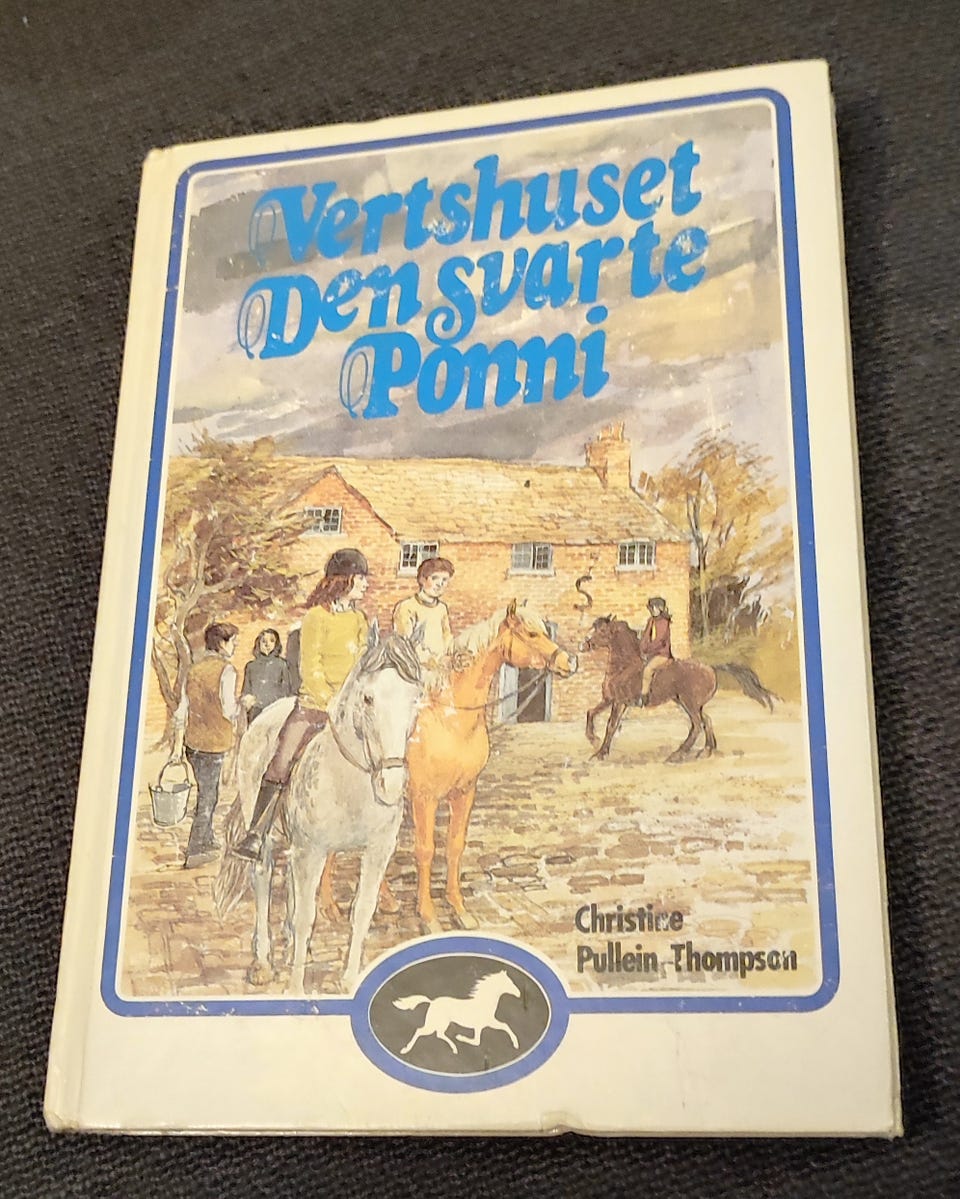 Vertshuset
Den svarte
Ponni
Christine
Pullein-Thompson